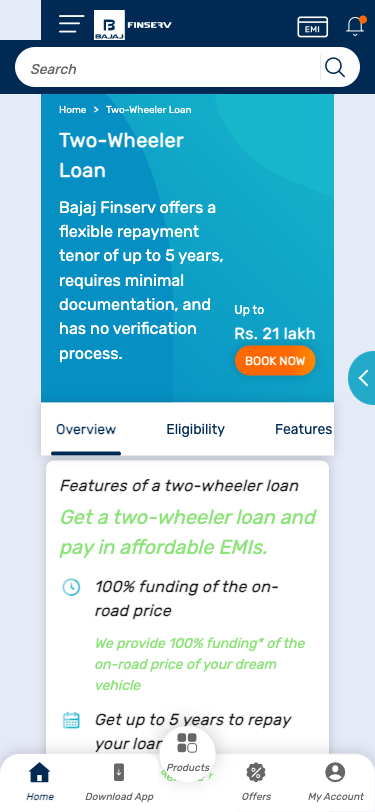 BAJAJ FINSERV
EMI
Search
Home > Two-Wheeler Loan
Two-Wheeler
Loan
Bajaj Finserv offers a
flexible repayment
tenor of up to 5 years,
requires minimal
documentation, and
has no verification
process.
Up to
Rs. 21 lakh
BOOK NOW
Overview Eligibility Features
Features of a two-wheeler loan
Get a two-wheeler loan and
pay in affordable EMIs.
100% funding of the on-
road price
We provide 100% funding* of the
on-road price of your dream
vehicle
Get up to 5 years to repay
your loan
Home Download App Products Offers My Account